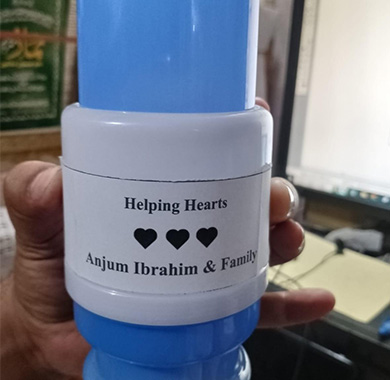 Helping Hearts
♥♥♥
Anjum Ibrahim & Family